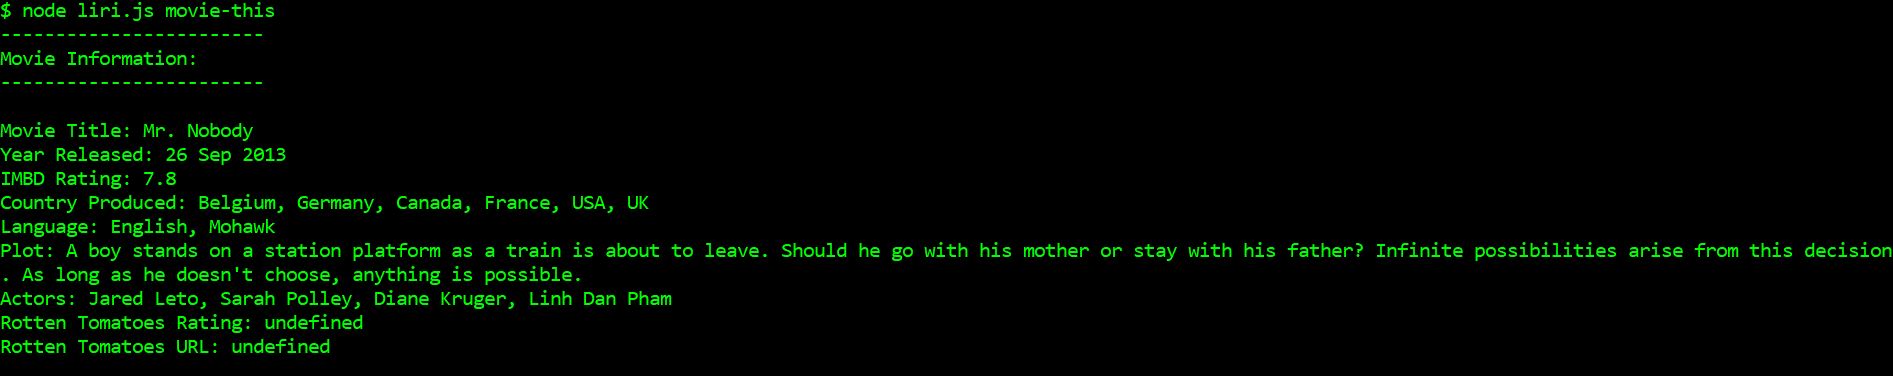 $ node liri.js movie-this
------------------------
Movie Information:
------------------------
Movie Title: Mr. Nobody
Year Released: 26 Sep 2013
IMBD Rating: 7.8
Country Produced: Belgium, Germany, Canada, France, USA, UK
Language: English, Mohawk
Plot: A boy stands on a station platform as a train is about to leave. Should he go with his mother or stay with his father? Infinite possibilities arise from this decision
. As long as he doesn't choose, anything is possible.
Actors: Jared Leto, Sarah Polley, Diane Kruger, Linh Dan Pham
Rotten Tomatoes Rating: undefined
Rotten Tomatoes URL: undefined